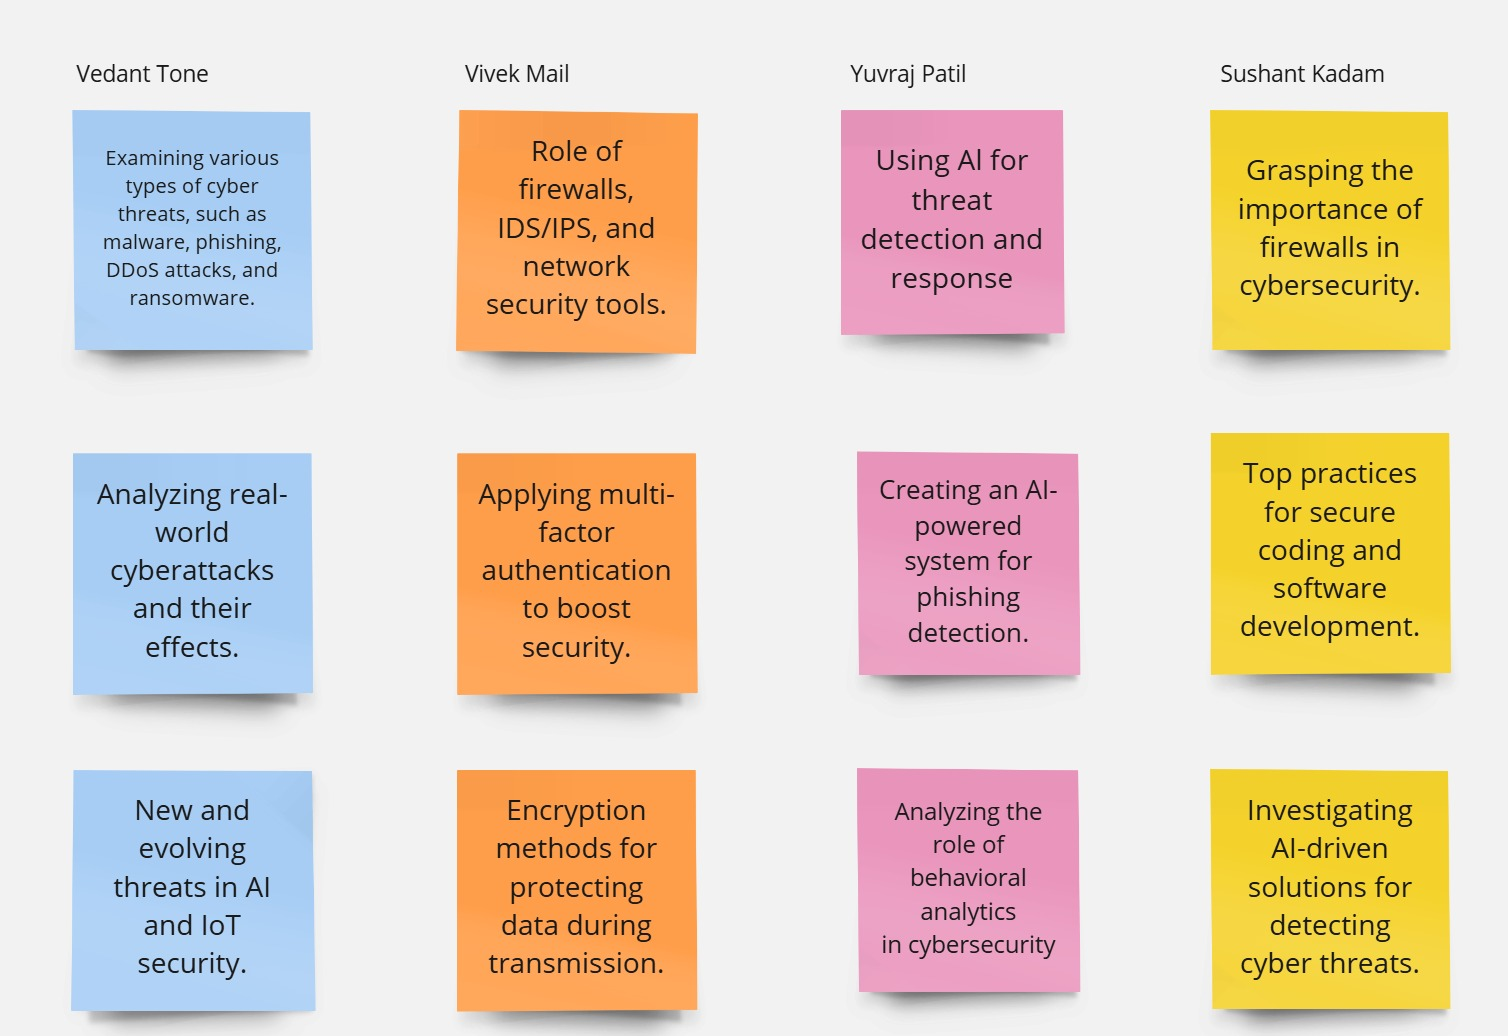 Vedant Tone
Vivek Mail
Yuvraj Patil
Sushant Kadam
Examining various
types of cyber
threats, such as
malware, phishing,
DDoS attacks, and
ransomware.
Role of
firewalls,
IDS/IPS, and
network
security tools.
Using Al for
threat
detection and
response
Grasping the
importance of
firewalls in
cybersecurity.
Analyzing real-
world
cyberattacks
and their
effects.
Applying multi-
factor
authentication
to boost
security.
Creating an AI-
powered
system for
phishing
detection.
Top practices
for secure
coding and
software
development.
New and
evolving
threats in AI
and IoT
security.
Encryption
methods for
protecting
data during
transmission.
Analyzing the
role of
behavioral
analytics
in cybersecurity
Investigating
AI-driven
solutions for
detecting
cyber threats.